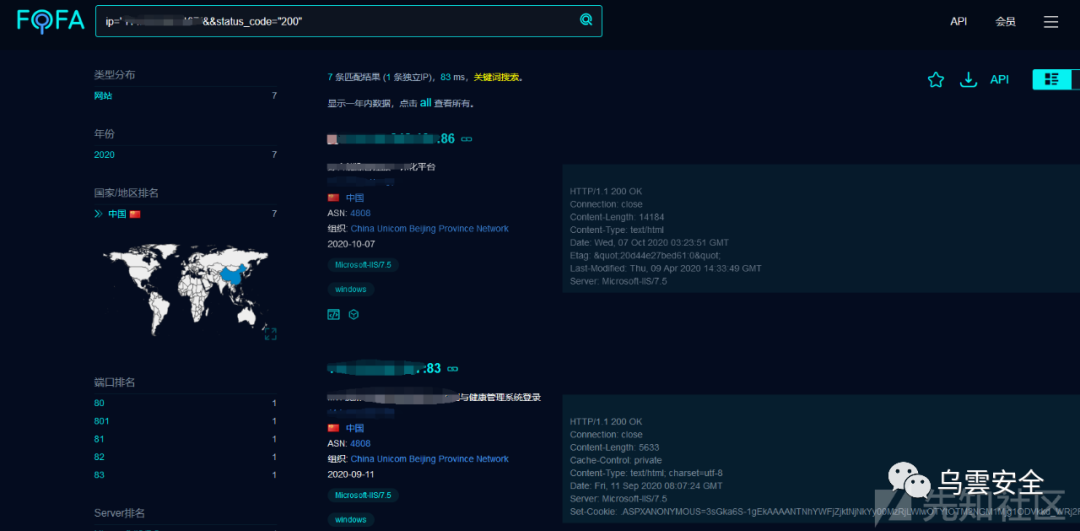 FOFA
ip="
"&&status_code="200"
API
会员
类型分布
网站 7
年份
2020 7
国家/地区排名
中国 7
端口排名
80 1
801 1
81 1
82 1
83 1
Server排名
7 条匹配结果 (1 条独立IP)，83 ms，关键词搜索。
显示一年内数据，点击 all 查看所有。
API
.86
化平台
中国
ASN: 4808
组织: China Unicom Beijing Province Network
2020-10-07
Microsoft-IIS/7.5
windows
HTTP/1.1 200 OK
Connection: close
Content-Length: 14184
Content-Type: text/html
Date: Wed, 07 Oct 2020 03:23:51 GMT
Etag: &quot;20d44e27bed61:0&quot;
Last-Modified: Thu, 09 Apr 2020 14:33:49 GMT
Server: Microsoft-IIS/7.5
:83
与健康管理系统登录
中国
ASN: 4808
组织: China Unicom Beijing Province Network
2020-09-11
Microsoft-IIS/7.5
windows
HTTP/1.1 200 OK
Connection: close
Content-Length: 5633
Cache-Control: private
Content-Type: text/html; charset=utf-8
Date: Fri, 11 Sep 2020 08:07:24 GMT
Server: Microsoft-IIS/7.5
Set-Cookie: .ASPXANONYMOUS=
乌雲安全
先知社区